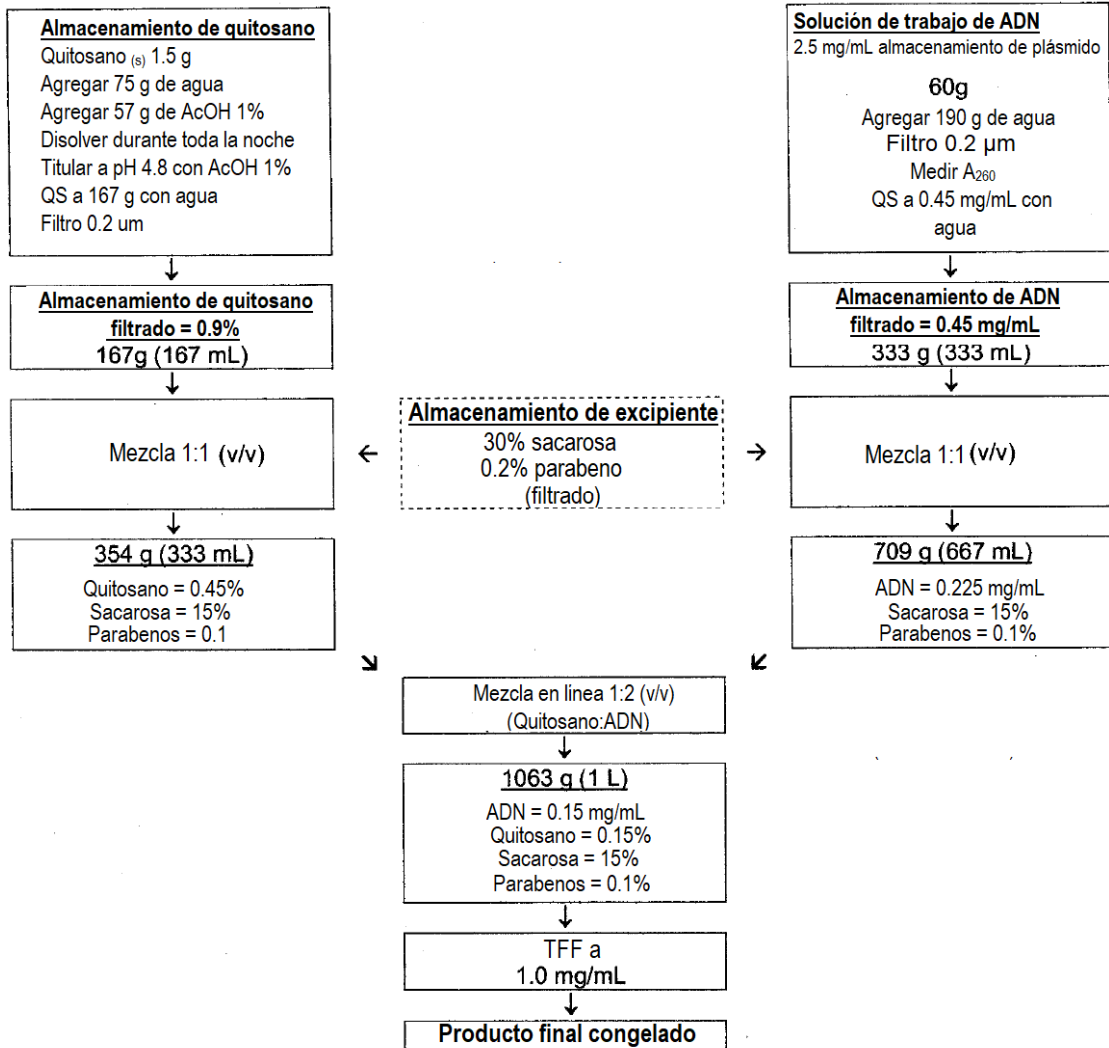 Almacenamiento de quitosano
Quitosano (s) 1.5 g
Agregar 75 g de agua
Agregar 57 g de AcOH 1%
Disolver durante toda la noche
Titular a pH 4.8 con AcOH 1%
QS a 167 g con agua
Filtro 0.2 um
Solución de trabajo de ADN
2.5 mg/mL almacenamiento de plásmido
60g
Agregar 190 g de agua
Filtro 0.2 µm
Medir A260
QS a 0.45 mg/mL con
agua
Almacenamiento de quitosano
filtrado = 0.9%
167g (167 mL)
Almacenamiento de ADN
filtrado = 0.45 mg/mL
333 g (333 mL)
Mezcla 1:1 (v/v)
Almacenamiento de excipiente
30% sacarosa
0.2% parabeno
(filtrado)
Mezcla 1:1 (v/v)
354 g (333 mL)
Quitosano = 0.45%
Sacarosa = 15%
Parabenos = 0.1
709 g (667 mL)
ADN = 0.225 mg/mL
Sacarosa = 15%
Parabenos = 0.1%
Mezcla en línea 1:2 (v/v)
(Quitosano:ADN)
1063 g (1 L)
ADN = 0.15 mg/mL
Quitosano = 0.15%
Sacarosa = 15%
Parabenos = 0.1%
TFF a
1.0 mg/mL
Producto final congelado